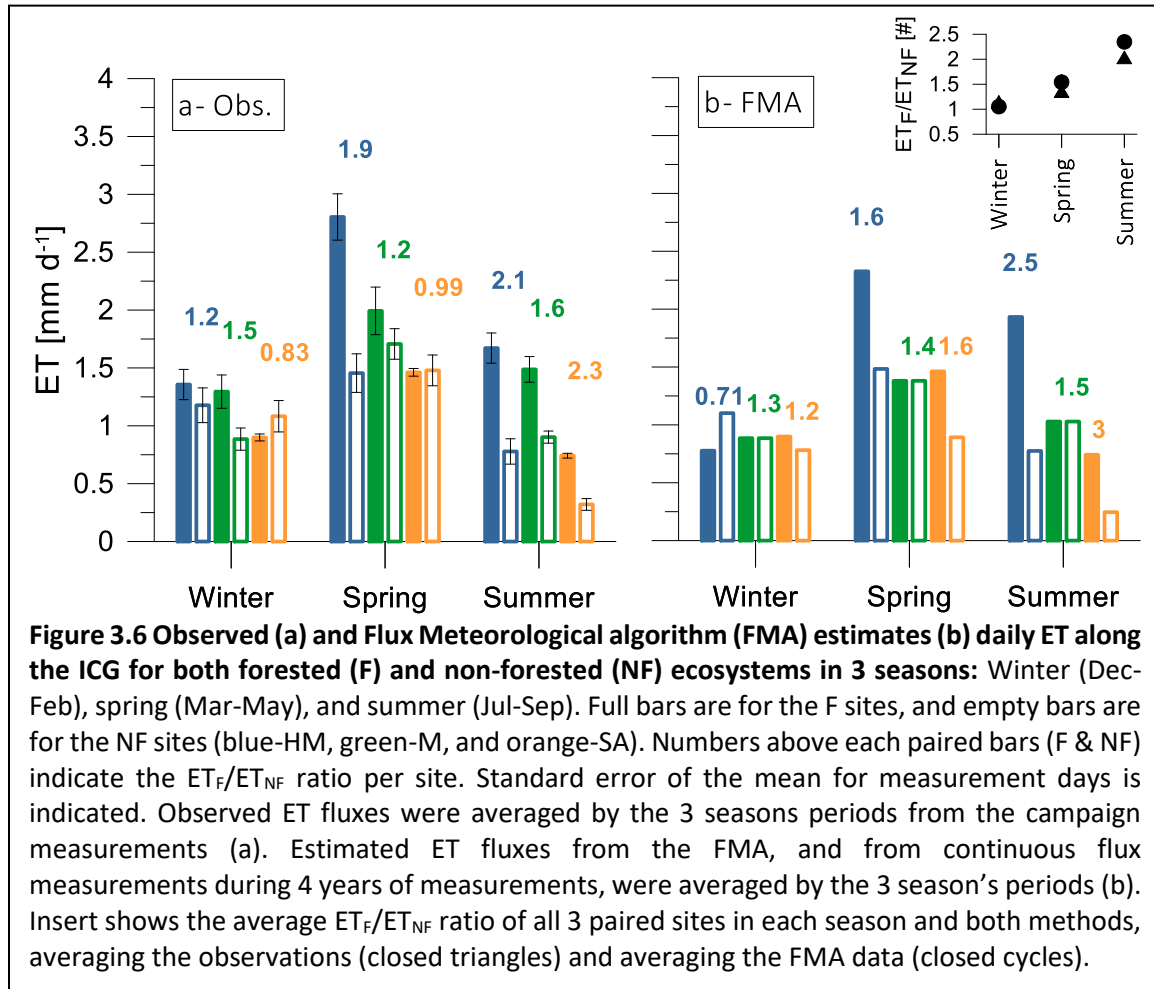 a- Obs.
ET [mm d-1]
4
3.5
3
2.5
2
1.5
1
0.5
0
1.2
1.5
0.83
1.9
1.2
0.99
2.1
1.6
2.3
Winter
Spring
Summer
b- FMA
0.71
1.3
1.2
1.6
1.4
1.6
2.5
1.5
3
Winter
Spring
Summer
ETF/ETNF [#]
2.5
2
1.5
1
0.5
Winter
Spring
Summer
Figure 3.6 Observed (a) and Flux Meteorological algorithm (FMA) estimates (b) daily ET along
the ICG for both forested (F) and non-forested (NF) ecosystems in 3 seasons: Winter (Dec-
Feb), spring (Mar-May), and summer (Jul-Sep). Full bars are for the F sites, and empty bars are
for the NF sites (blue-HM, green-M, and orange-SA). Numbers above each paired bars (F & NF)
indicate the ETF/ETNF ratio per site. Standard error of the mean for measurement days is
indicated. Observed ET fluxes were averaged by the 3 seasons periods from the campaign
measurements (a). Estimated ET fluxes from the FMA, and from continuous flux
measurements during 4 years of measurements, were averaged by the 3 season's periods (b).
Insert shows the average ETF/ETNF ratio of all 3 paired sites in each season and both methods,
averaging the observations (closed triangles) and averaging the FMA data (closed cycles).